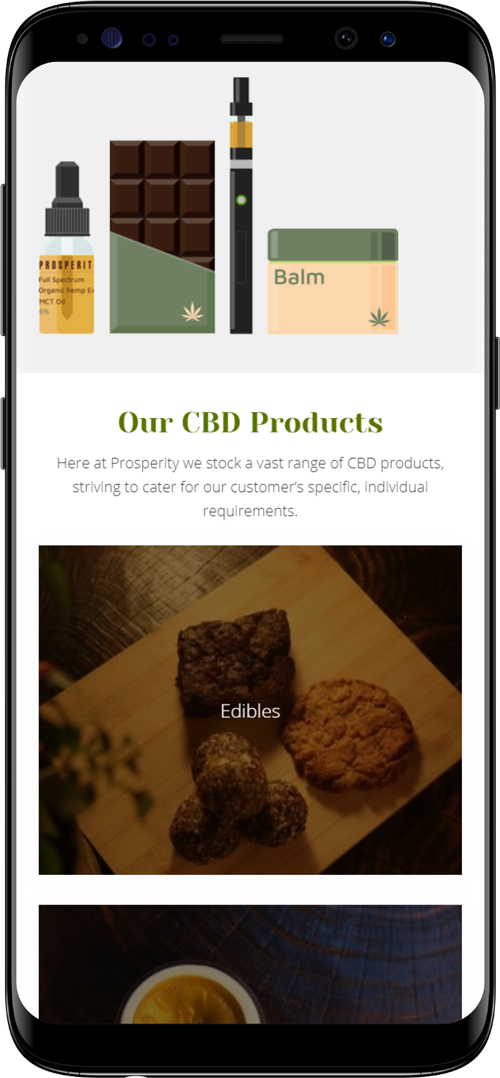 PROSPERIT
Full Spectrum
Organic hemp Ex
MCT Oil
6%
Balm
Our CBD Products
Here at Prosperity we stock a vast range of CBD products,
striving to cater for our customer's specific, individual
requirements.
Edibles